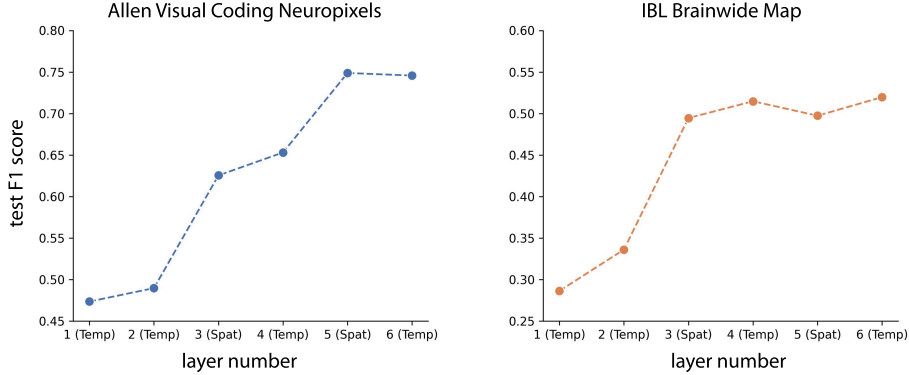 Allen Visual Coding Neuropixels
test F1 score
0.80
0.75
0.70
0.65
0.60
0.55
0.50
0.45
1 (Temp) 2 (Temp) 3 (Spat) 4 (Temp) 5 (Spat) 6 (Temp)
layer number
IBL Brainwide Map
0.60
0.55
0.50
0.45
0.40
0.35
0.30
0.25
1 (Temp) 2 (Temp) 3 (Spat) 4 (Temp) 5 (Spat) 6 (Temp)
layer number